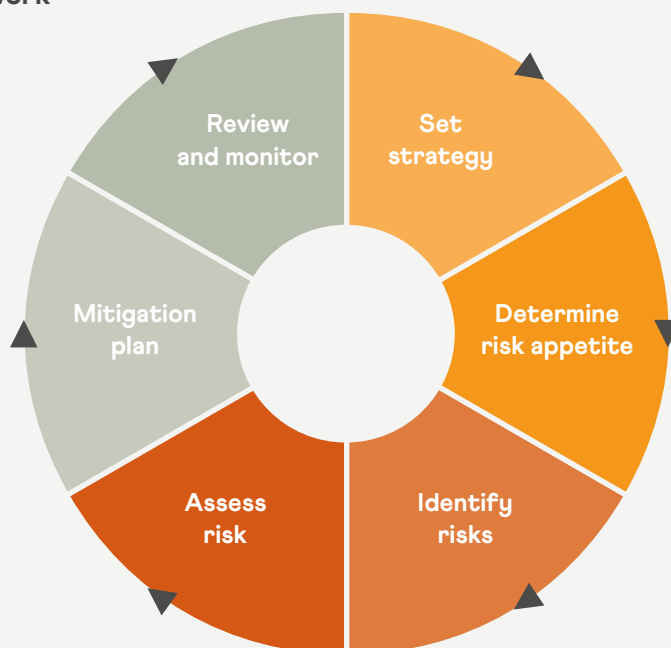 Set
strategy
Determine
risk appetite
Identify
risks
Assess
risk
Mitigation
plan
Review
and monitor